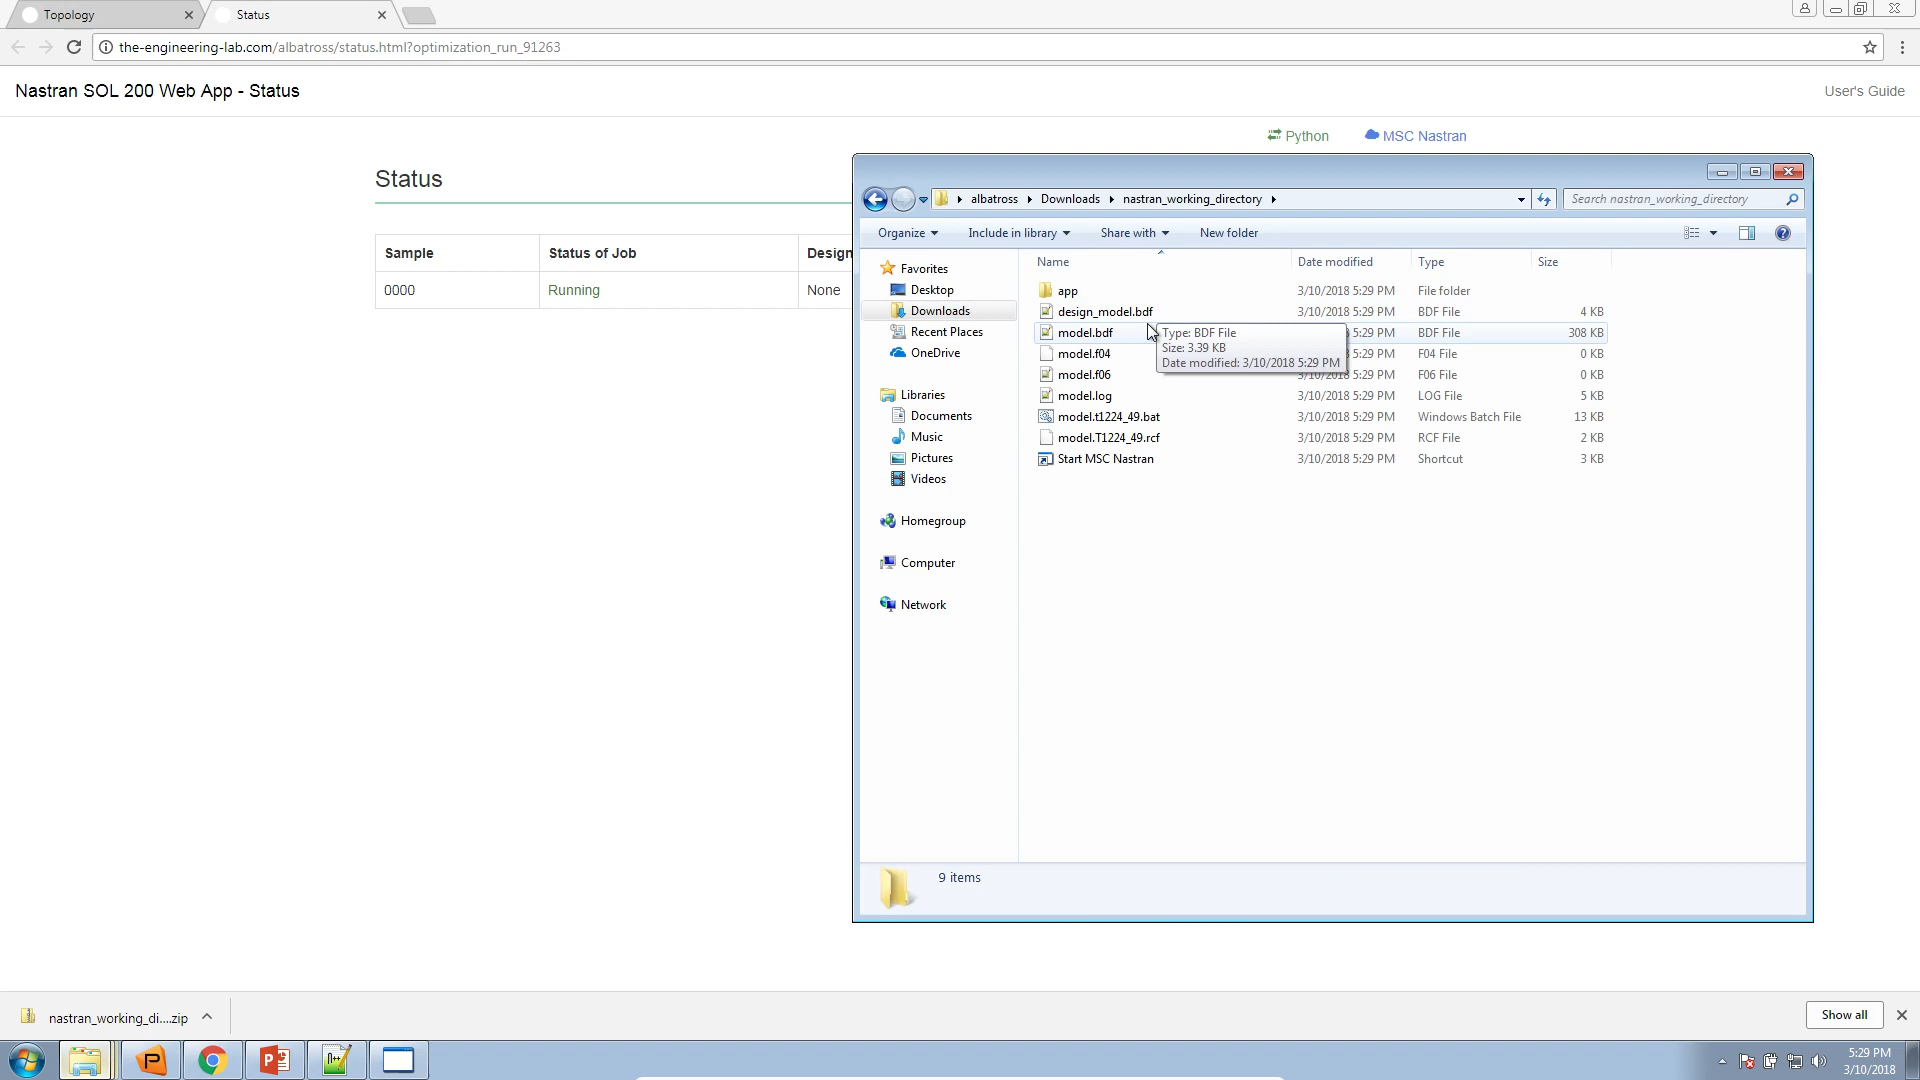 Topology
Status
the-engineering-lab.com/albatross/status.html?optimization_run_91263
Nastran SOL 200 Web App - Status
User's Guide
Python
MSC Nastran
Status
Sample
Status of Job
Design
0000
Running
None
albatross
Downloads
nastran_working_directory
Search nastran_working_directory
Organize
Include in library
Share with
New folder
Favorites
Desktop
Downloads
Recent Places
OneDrive
Libraries
Documents
Music
Pictures
Videos
Homegroup
Computer
Network
Name Date modified Type Size
app 3/10/2018 5:29 PM File folder
design_model.bdf 3/10/2018 5:29 PM BDF File 4 KB
model.bdf 5:29 PM BDF File 308 KB
model.f04 5:29 PM F04 File 0 KB
model.f06 3/10/2018 5:29 PM F06 File 0 KB
model.log 3/10/2018 5:29 PM LOG File 5 KB
model.t1224_49.bat 3/10/2018 5:29 PM Windows Batch File 13 KB
model.T1224_49.rcf 3/10/2018 5:29 PM RCF File 2 KB
Start MSC Nastran 3/10/2018 5:29 PM Shortcut 3 KB
Type: BDF File
Size: 3.39 KB
Date modified: 3/10/2018 5:29 PM
9 items
nastran_working_di....zip
Show all
5:29 PM
3/10/2018